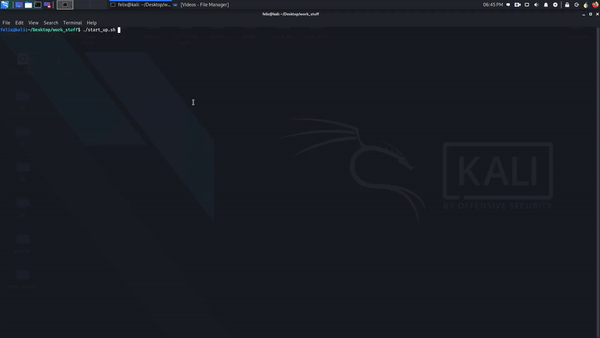 felix@kali: ~/Desktop/w...
[Videos - File Manager]
06:45 PM
felix@kali: ~/Desktop/work_stuff
File Edit View Search Terminal Help
felix@kali:~/Desktop/work_stuff$ ./start_up.sh
KALI
BY OFFENSIVE SECURITY